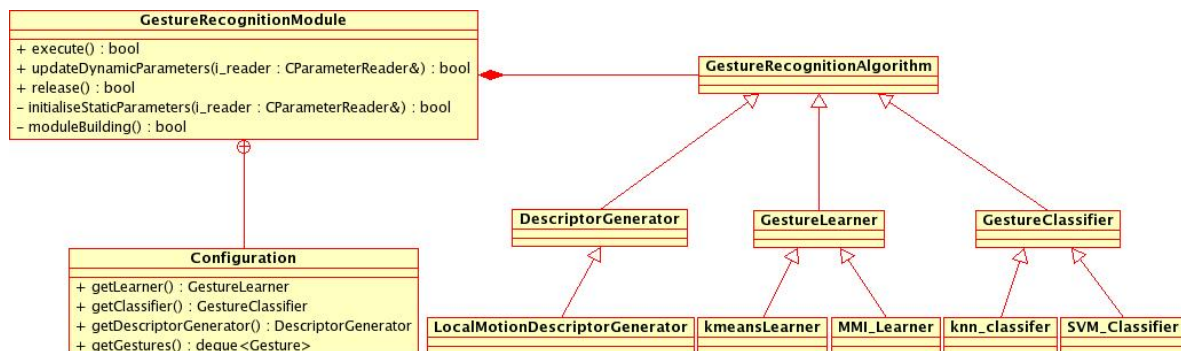 GestureRecognitionModule
+ execute() : bool
+ updateDynamicParameters(i_reader : CParameterReader&) : bool
+ release() : bool
– initialiseStaticParameters(i_reader : CParameterReader&) : bool
– moduleBuilding() : bool
GestureRecognitionAlgorithm
DescriptorGenerator
GestureLearner
GestureClassifier
Configuration
+ getLearner() : GestureLearner
+ getClassifier() : GestureClassifier
+ getDescriptorGenerator() : DescriptorGenerator
+ getGestures() : deque<Gesture>
LocalMotionDescriptorGenerator
kmeansLearner
MMI_Learner
knn_classifer
SVM_Classifier